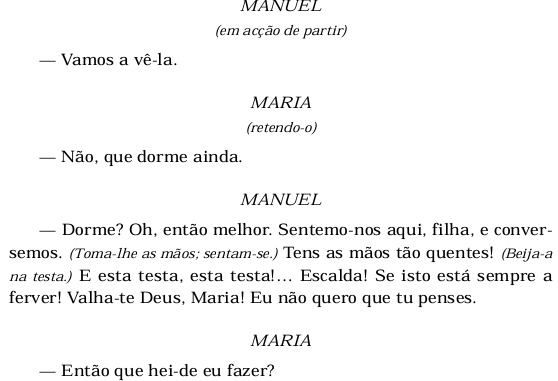 MANUEL
(em acção de partir)
— Vamos a vê-la.
MARIA
(retendo-o)
— Não, que dorme ainda.
MANUEL
— Dorme? Oh, então melhor. Sentemo-nos aqui, filha, e conver-
semos. (Toma-lhe as mãos; sentam-se.) Tens as mãos tão quentes! (Beija-a
na testa.) E esta testa, esta testa!… Escalda! Se isto está sempre a
ferver! Valha-te Deus, Maria! Eu não quero que tu penses.
MARIA
— Então que hei-de eu fazer?